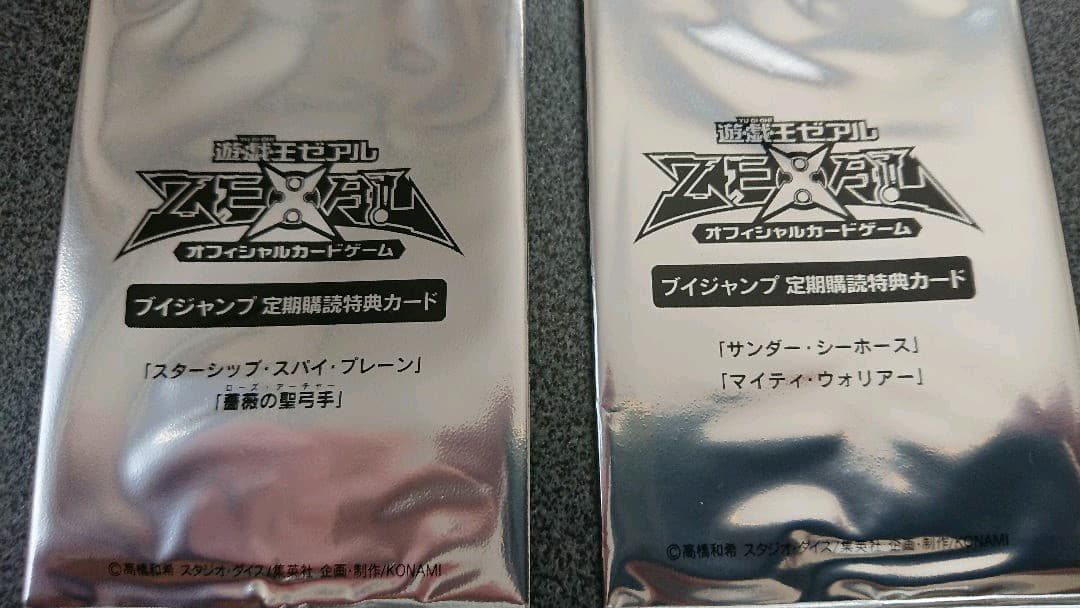 YU-GI-OH!
遊戯王ゼアル
ZEXAL
オフィシャルカードゲーム
ブイジャンプ 定期購読特典カード
「スターシップ・スパイ・プレーン」
ローズ・アーチャー
「薔薇の聖弓手」
©高橋和希 スタジオ・ダイス/集英社 企画・制作/KONAMI
YU-GI-OH!
遊戯王ゼアル
ZEXAL
オフィシャルカードゲーム
ブイジャンプ 定期購読特典カード
「サンダー・シーホース」
「マイティ・ウォリアー」
©高橋和希 スタジオ・ダイス/集英社 企画・制作/KONAMI